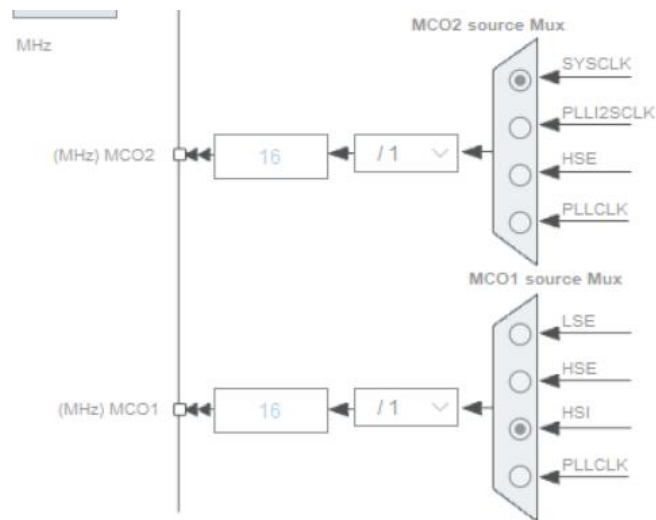 MHz
MCO2 source Mux
SYSCLK
PLLI2SCLK
(MHz) MCO2
16
/ 1
HSE
PLLCLK
MCO1 source Mux
LSE
HSE
(MHz) MCO1
16
/ 1
HSI
PLLCLK